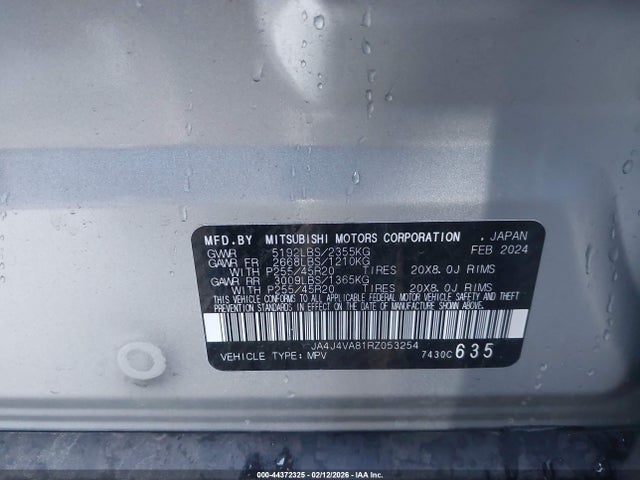 MFD.BY MITSUBISHI MOTORS CORPORATION . JAPAN
GVWR 5192LBS/2355KG FEB 2024
GAWR FR 2668LBS/1210KG
WITH P255/45R20 TIRES 20X8.0J RIMS
GAWR RR 3009LBS/1365KG
WITH P255/45R20 TIRES 20X8.0J RIMS
THIS VEHICLE CONFORMS TO ALL APPLICABLE FEDERAL MOTOR VEHICLE SAFETY, AND THEFT
PREVENTION STANDARDS IN EFFECT ON THE DATE OF MANUFACTURE SHOWN ABOVE.
JA4J4VA81RZ053254
VEHICLE TYPE: MPV 7430C 635
000-44372325 - 02/12/2026 - IAA Inc.